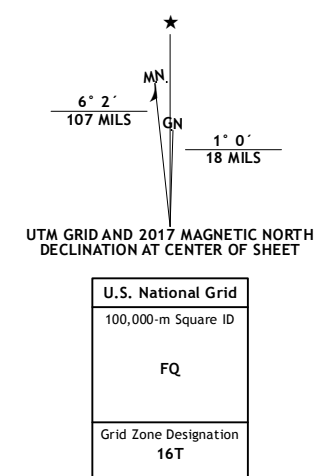 ★
MN.
6° 2´
107 MILS
GN
1° 0´
18 MILS
UTM GRID AND 2017 MAGNETIC NORTH
DECLINATION AT CENTER OF SHEET
U.S. National Grid
100,000-m Square ID
FQ
Grid Zone Designation
16T